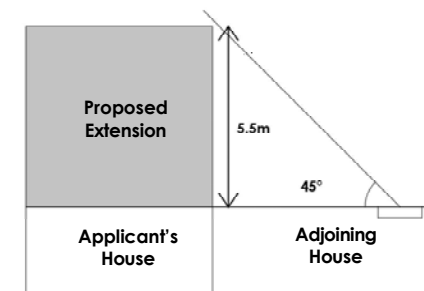 Proposed
Extension
5.5m
45°
Applicant's
House
Adjoining
House